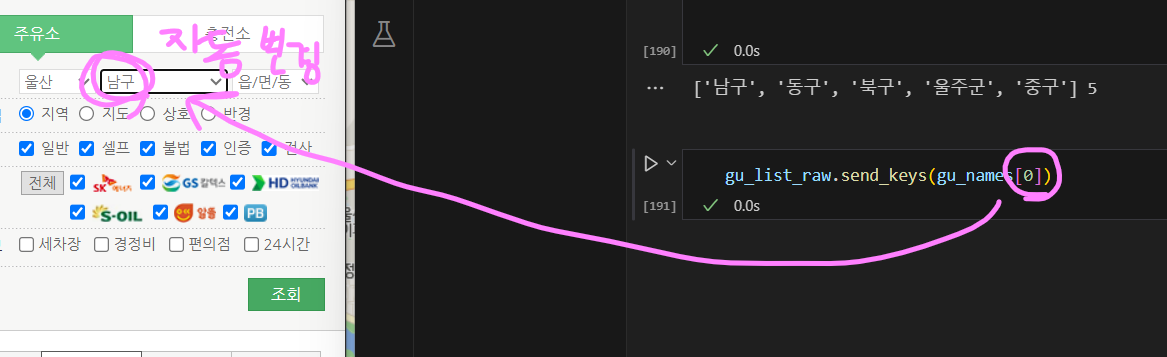 주유소
충전소
자동 변경
울산
남구
읍/면/동
지역
지도
상호
반경
일반
셀프
불법
인증
전체
SK에너지
GS칼텍스
HD HYUNDAI OILBANK
S-OIL
알뜰
PB
세차장
경정비
편의점
24시간
조회
[190]
0.0s
... ['남구', '동구', '북구', '울주군', '중구'] 5
gu_list_raw.send_keys(gu_names[0])
[191]
0.0s